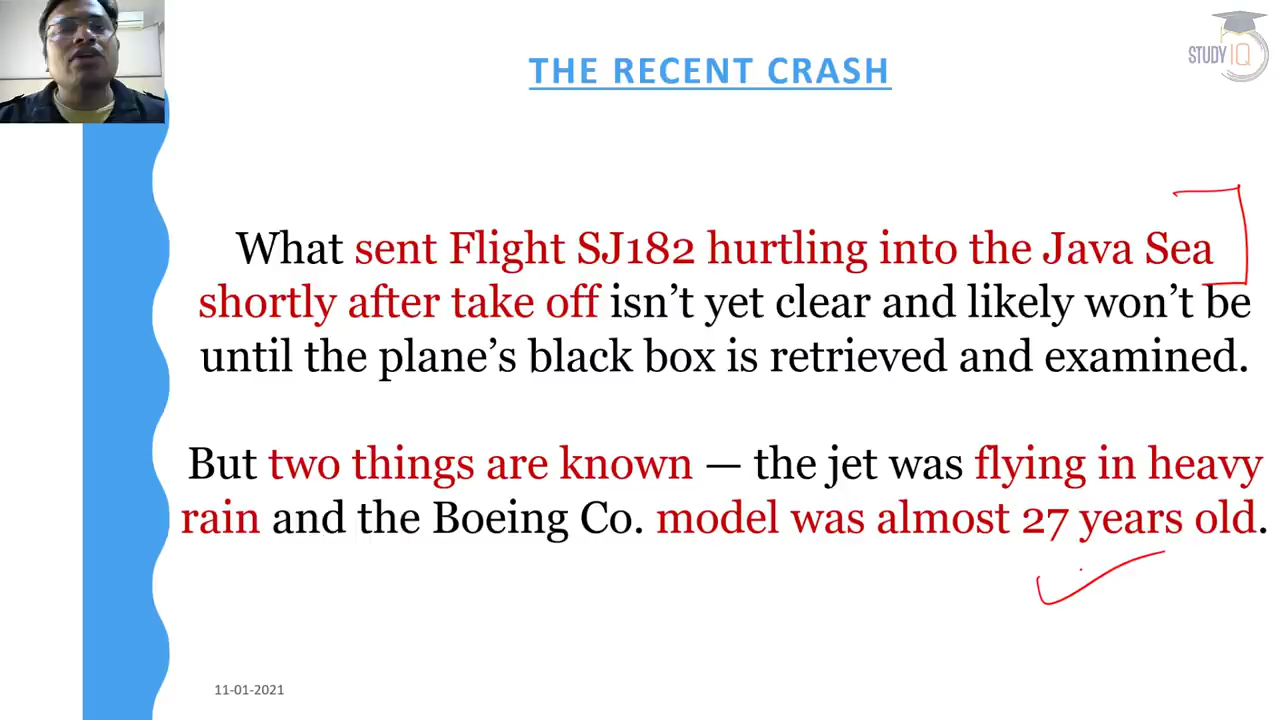 STUDY IQ
THE RECENT CRASH
What sent Flight SJ182 hurtling into the Java Sea
shortly after take off isn’t yet clear and likely won’t be
until the plane’s black box is retrieved and examined.
But two things are known — the jet was flying in heavy
rain and the Boeing Co. model was almost 27 years old.
11-01-2021